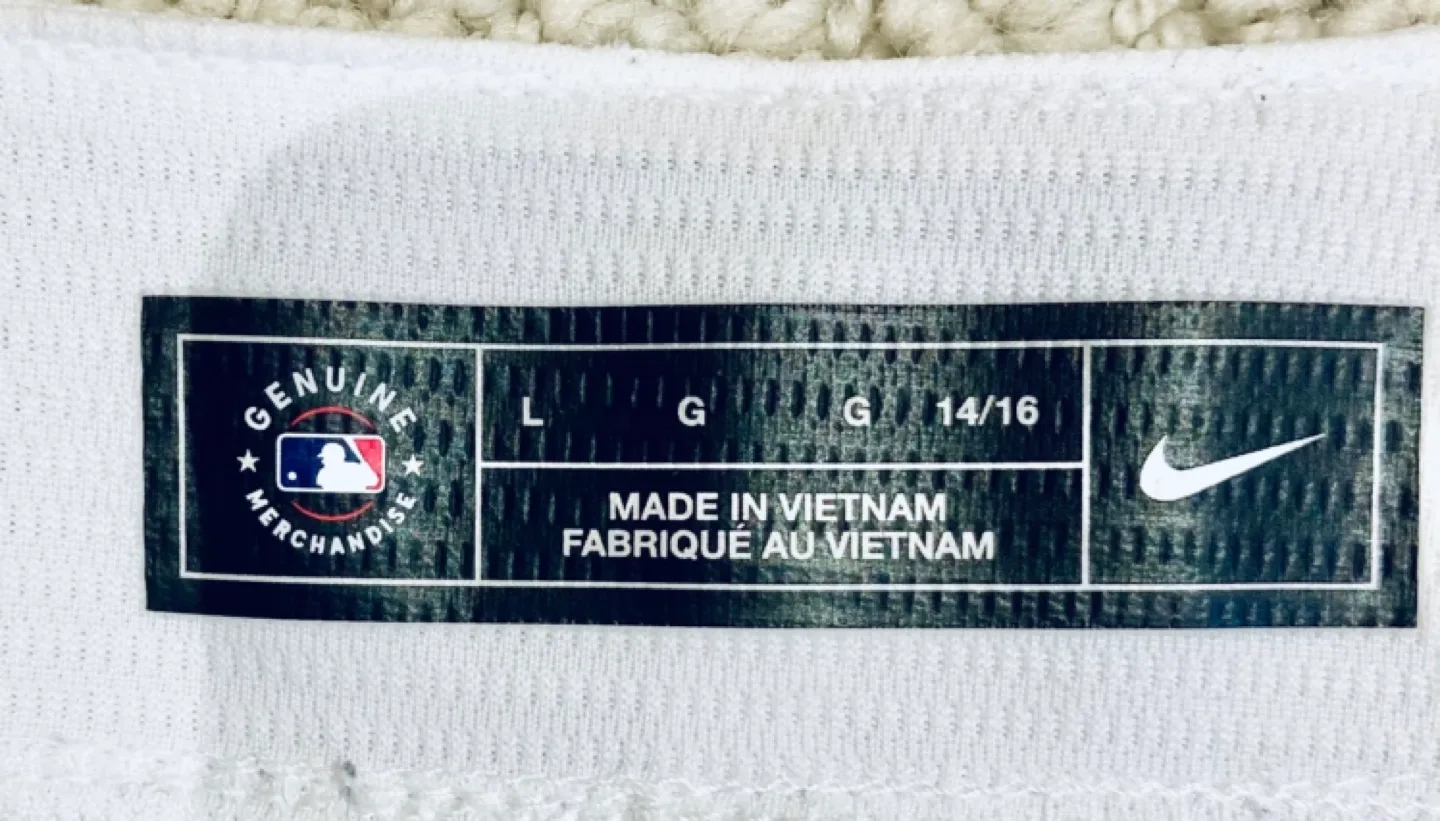 GENUINE
MERCHANDISE
L G G 14/16
MADE IN VIETNAM
FABRIQUÉ AU VIETNAM